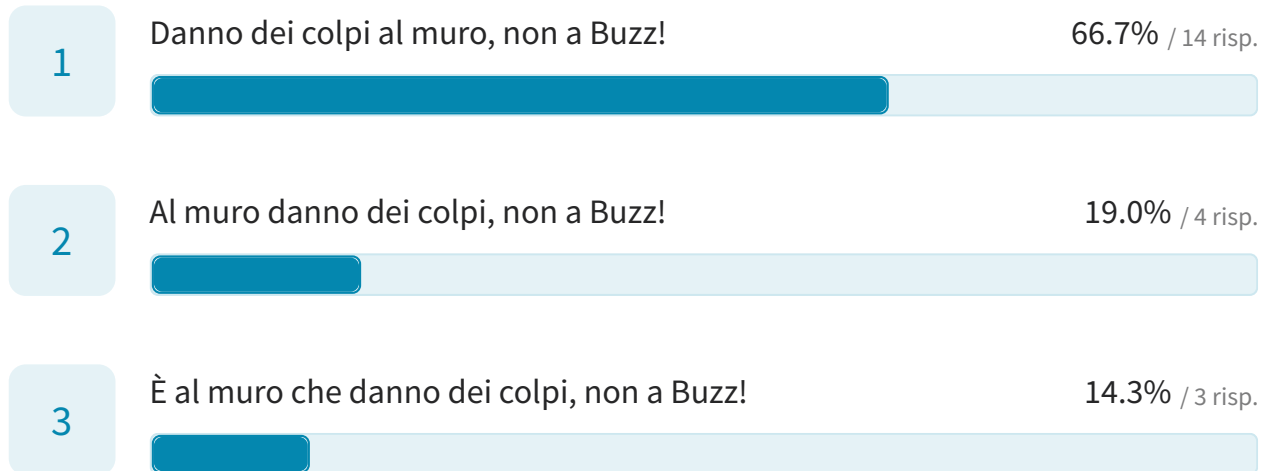 1
Danno dei colpi al muro, non a Buzz!
66.7% / 14 risp.
2
Al muro danno dei colpi, non a Buzz!
19.0% / 4 risp.
3
È al muro che danno dei colpi, non a Buzz!
14.3% / 3 risp.